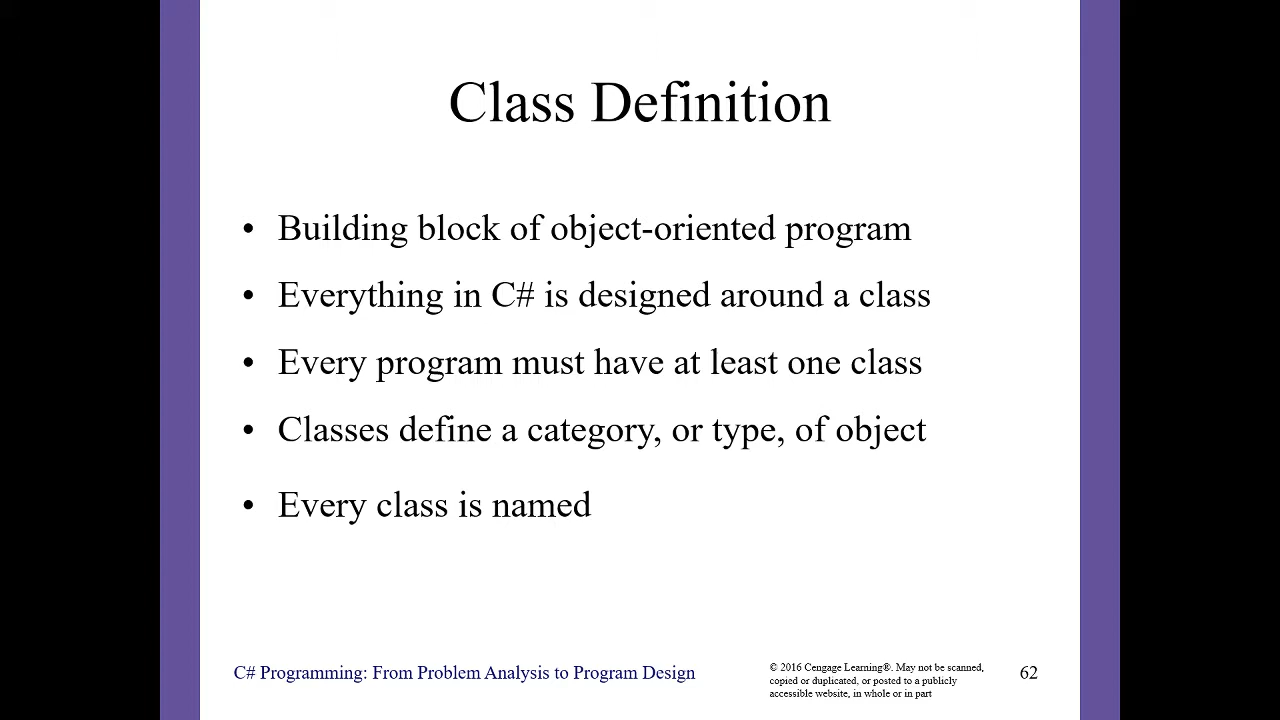 Class Definition
• Building block of object-oriented program
• Everything in C# is designed around a class
• Every program must have at least one class
• Classes define a category, or type, of object
• Every class is named
C# Programming: From Problem Analysis to Program Design
© 2016 Cengage Learning®. May not be scanned,
copied or duplicated, or posted to a publicly
accessible website, in whole or in part
62